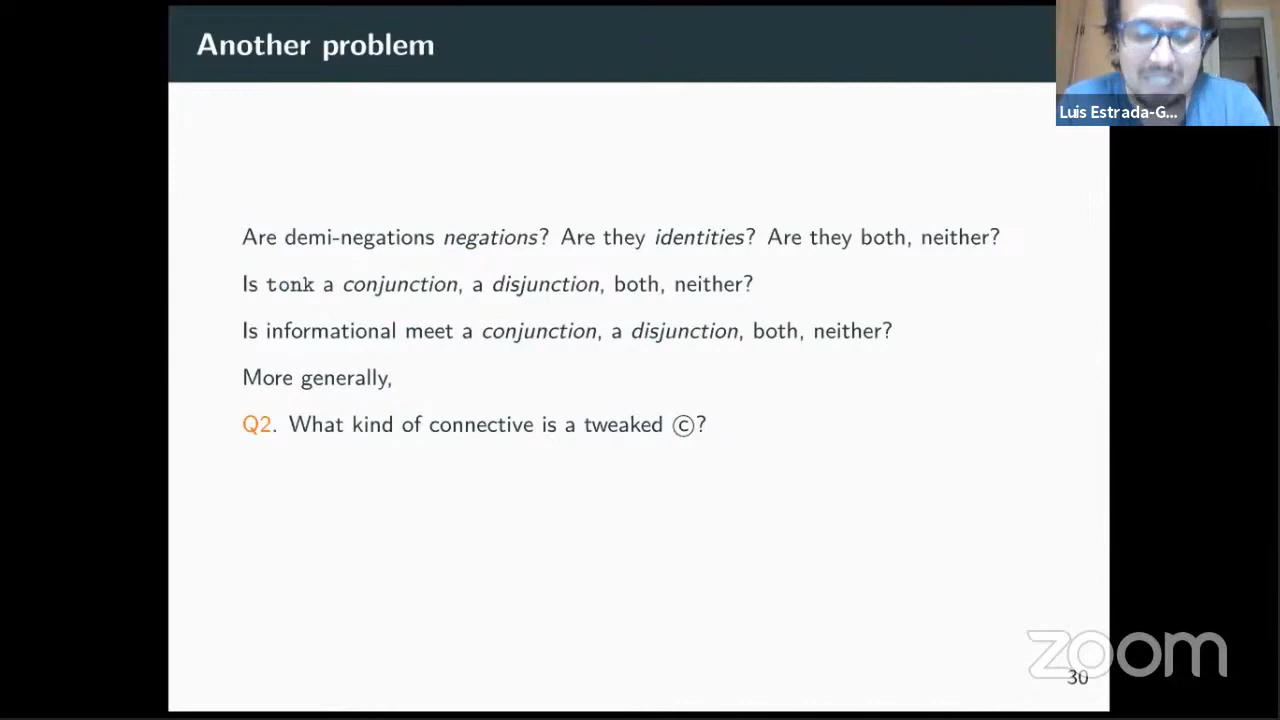 Another problem
Luis Estrada-G...
Are demi-negations negations? Are they identities? Are they both, neither?
Is tonk a conjunction, a disjunction, both, neither?
Is informational meet a conjunction, a disjunction, both, neither?
More generally,
Q2. What kind of connective is a tweaked ©?
zoom
30